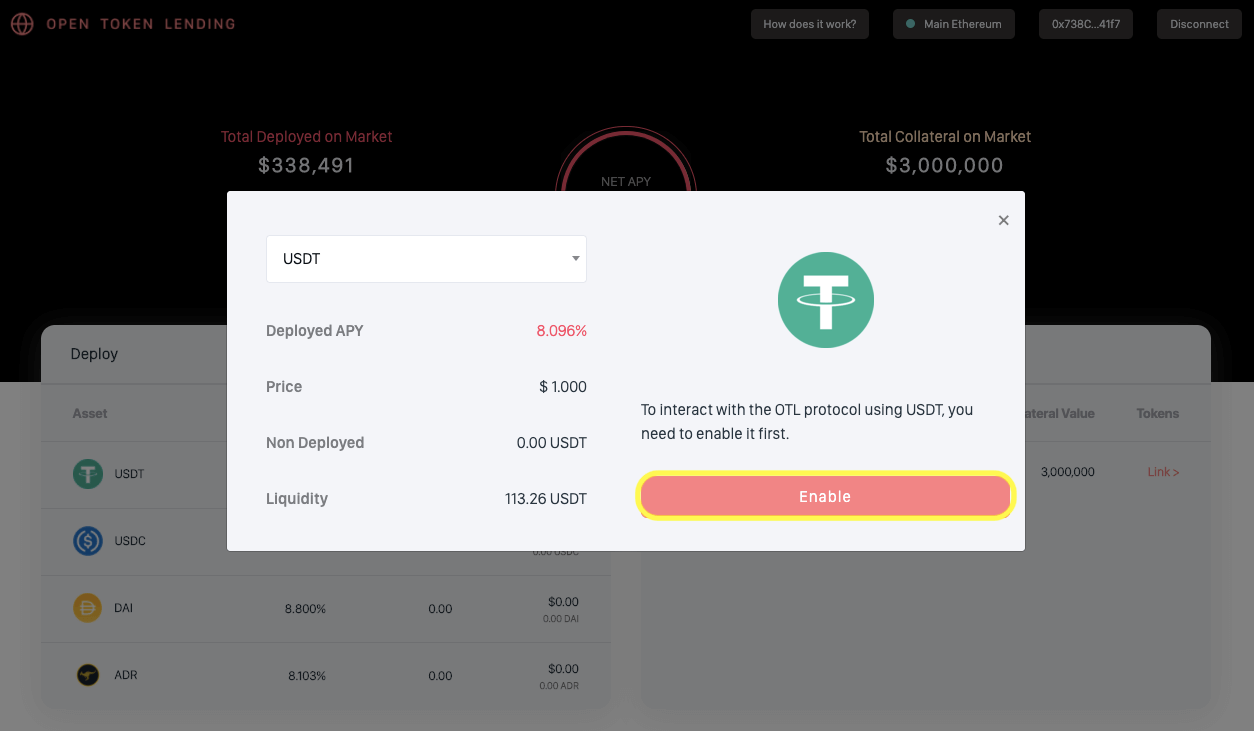 OPEN TOKEN LENDING
How does it work?
Main Ethereum
0x738C...41f7
Disconnect
Total Deployed on Market
$338,491
NET APY
Total Collateral on Market
$3,000,000
×
USDT
Deployed APY 8.096%
Price $ 1.000
Non Deployed 0.00 USDT
Liquidity 113.26 USDT
To interact with the OTL protocol using USDT, you
need to enable it first.
Enable
Deploy
Asset
USDT
USDC
0.00 USDC
DAI 8.800% 0.00 $0.00
0.00 DAI
ADR 8.103% 0.00 $0.00
0.00 ADR
Value Tokens
3,000,000 Link >